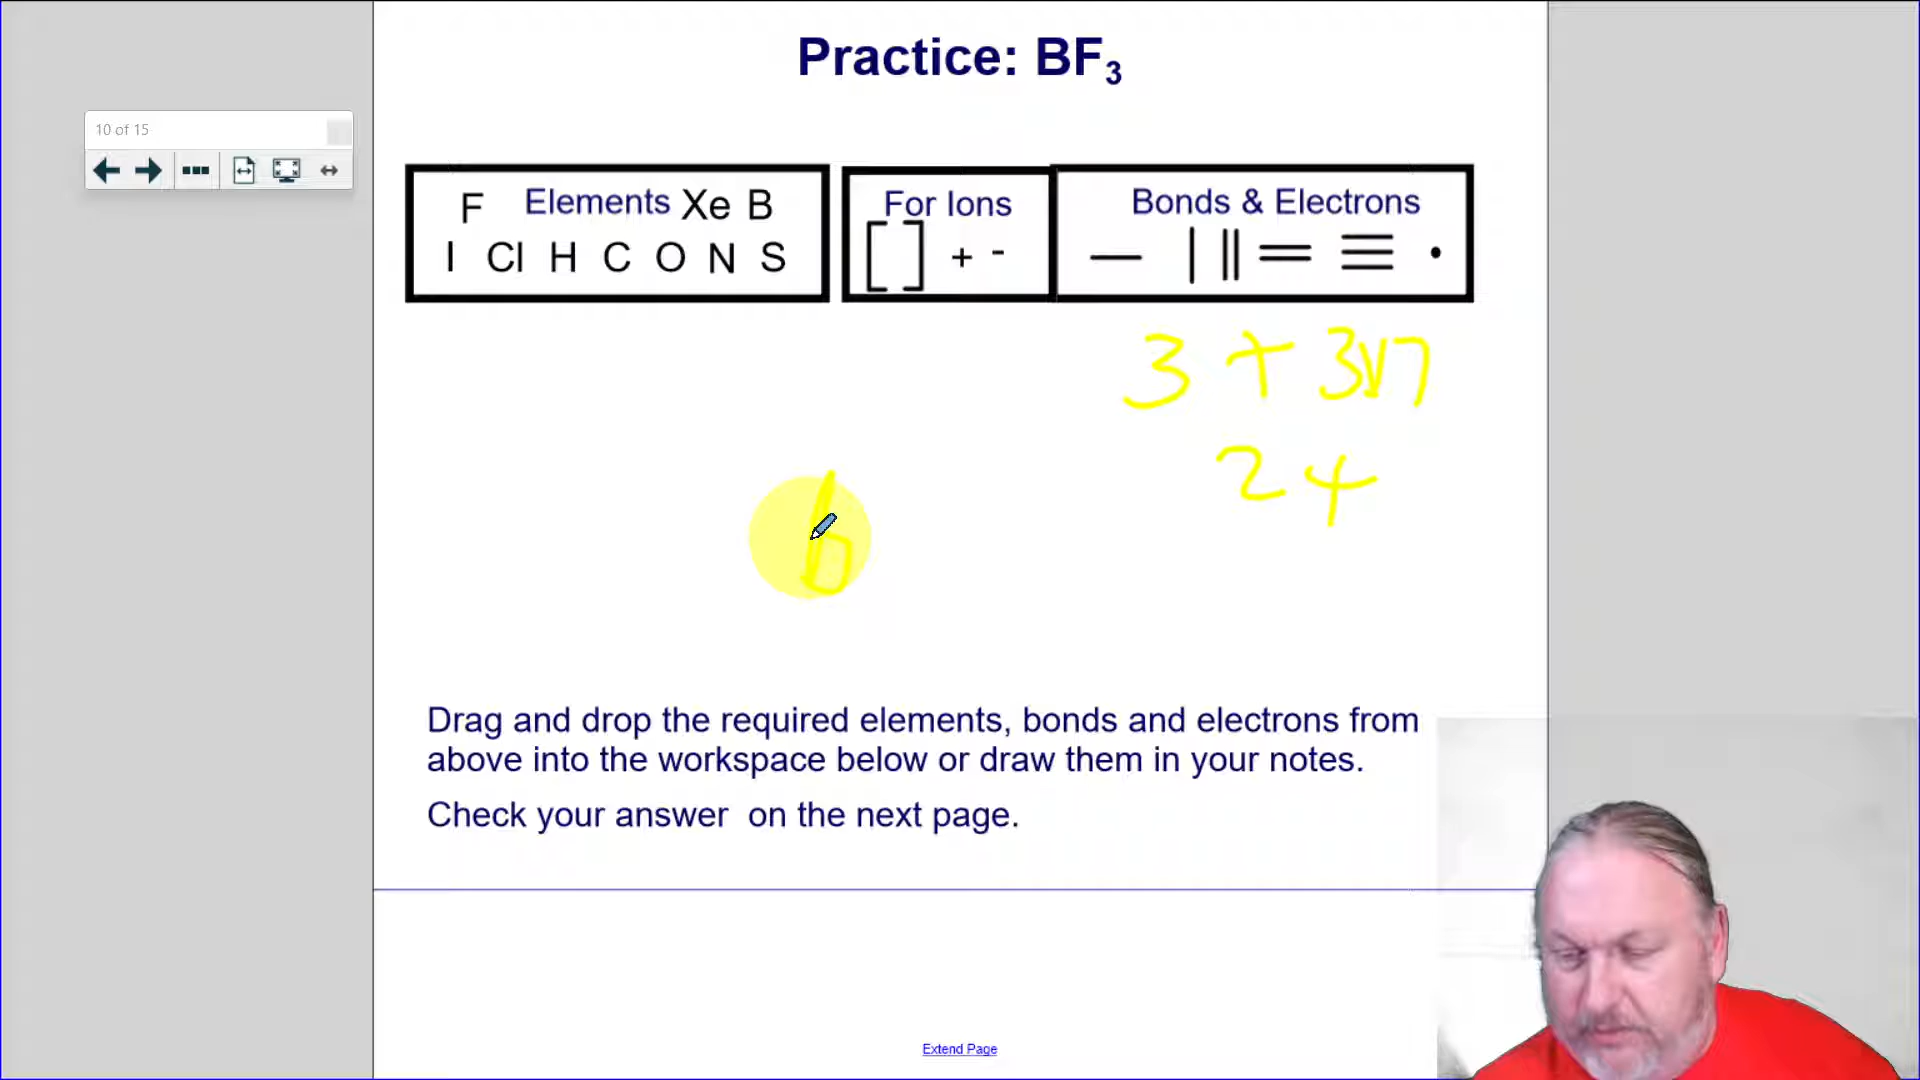 Practice: BF₃
10 of 15
F Elements Xe B
I Cl H C O N S
For Ions
[ ] + -
Bonds & Electrons
— | || = ≡ •
3 + 3x7
24
Drag and drop the required elements, bonds and electrons from
above into the workspace below or draw them in your notes.
Check your answer on the next page.
Extend Page